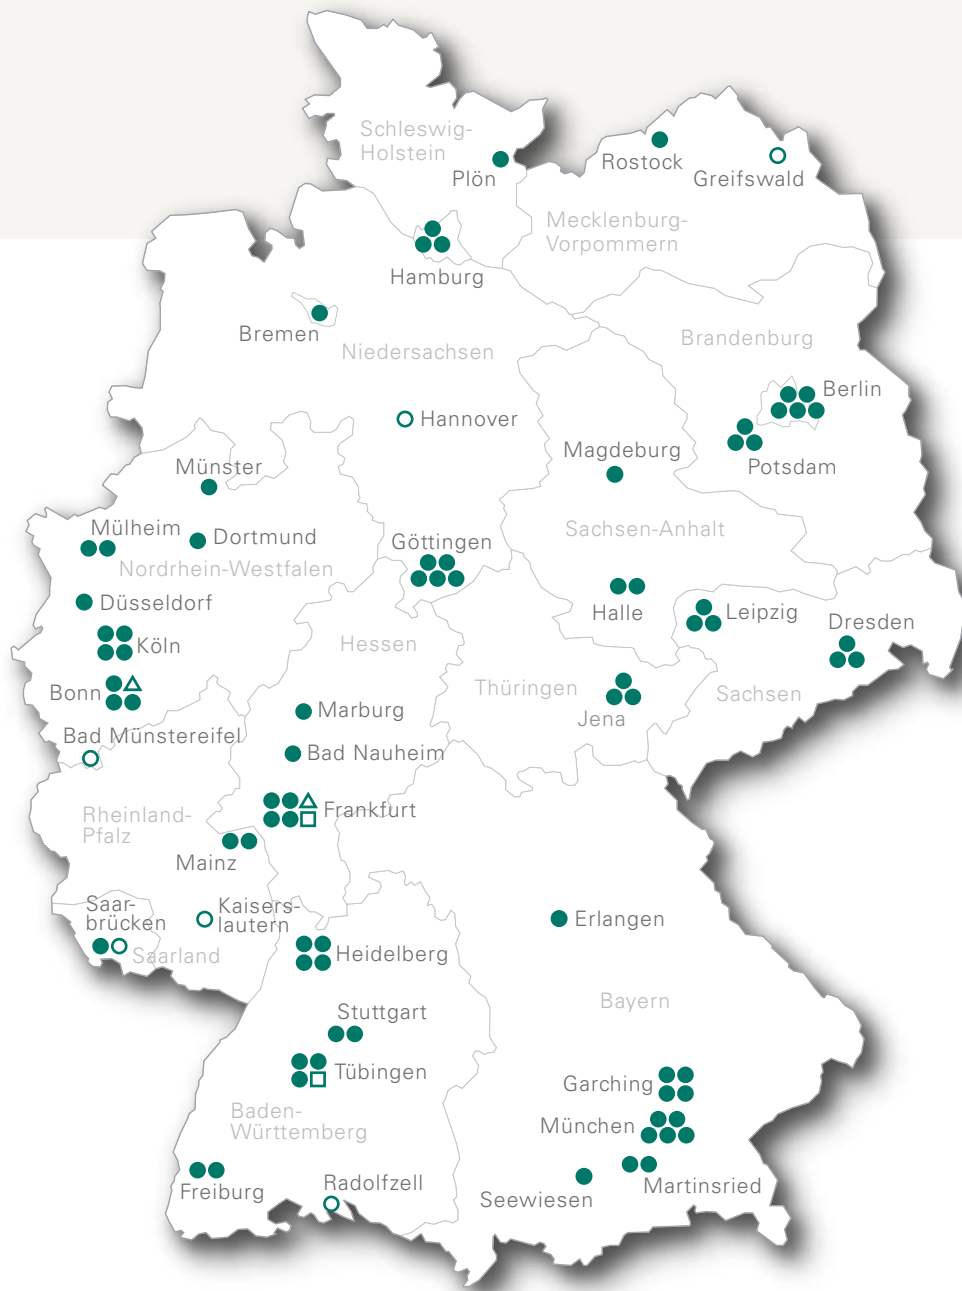 Schleswig-
Holstein
Plön
Rostock
Greifswald
Mecklenburg-
Vorpommern
Hamburg
Bremen
Niedersachsen
Brandenburg
Berlin
Hannover
Magdeburg
Potsdam
Münster
Mülheim
Dortmund
Nordrhein-Westfalen
Göttingen
Sachsen-Anhalt
Düsseldorf
Halle
Leipzig
Dresden
Köln
Hessen
Bonn
Thüringen
Sachsen
Jena
Marburg
Bad Münstereifel
Bad Nauheim
Rheinland-
Pfalz
Frankfurt
Mainz
Saar-
brücken
Saarland
Kaisers-
lautern
Erlangen
Heidelberg
Bayern
Stuttgart
Tübingen
Garching
Baden-
Württemberg
München
Freiburg
Radolfzell
Seewiesen
Martinsried